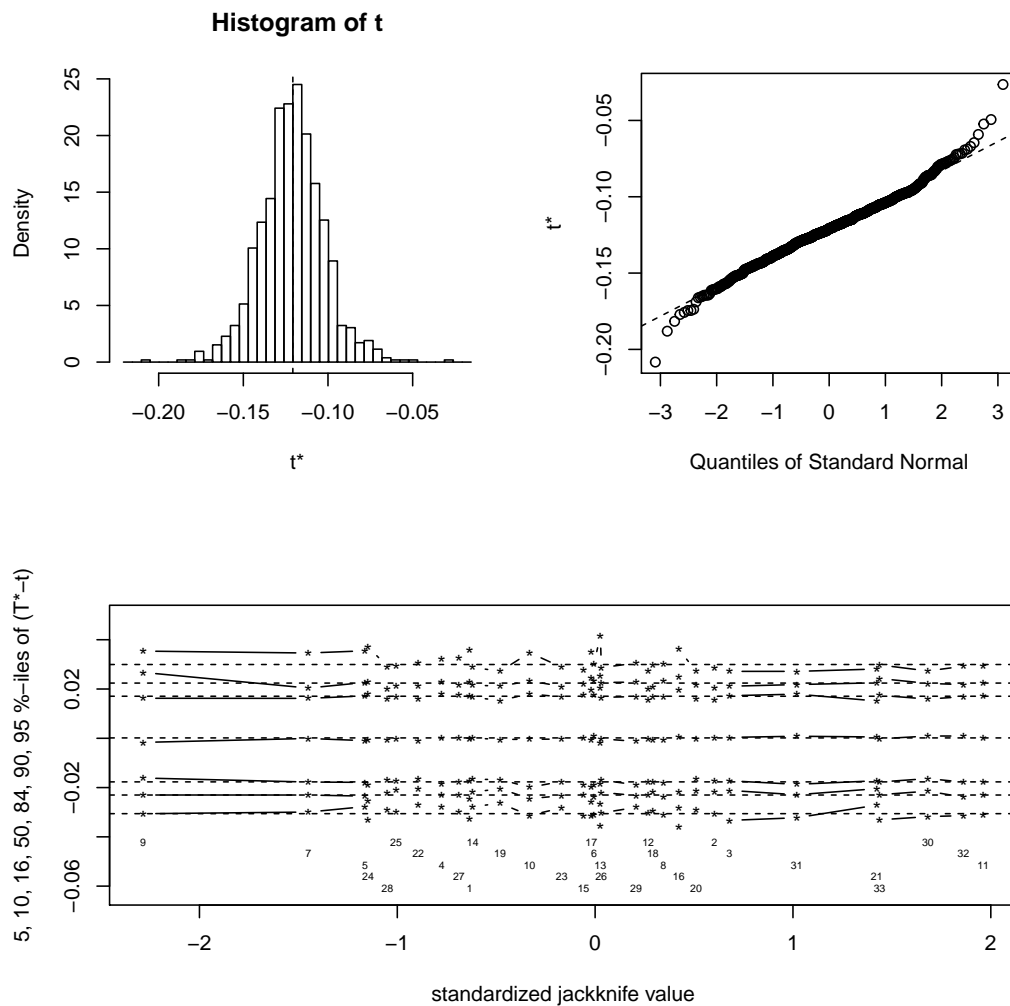 Histogram of t
Density
0 5 10 15 20 25
−0.20 −0.15 −0.10 −0.05
t*
t*
−0.20 −0.15 −0.10 −0.05
−3 −2 −1 0 1 2 3
Quantiles of Standard Normal
5, 10, 16, 50, 84, 90, 95 %−iles of (T*−t)
−0.06 −0.02 0.02
9 25 14 17 12 2 30
7 22 19 6 18 3 32
5 4 10 13 8 31 11
24 27 23 26 16 21
28 1 15 29 20 33
−2 −1 0 1 2
standardized jackknife value